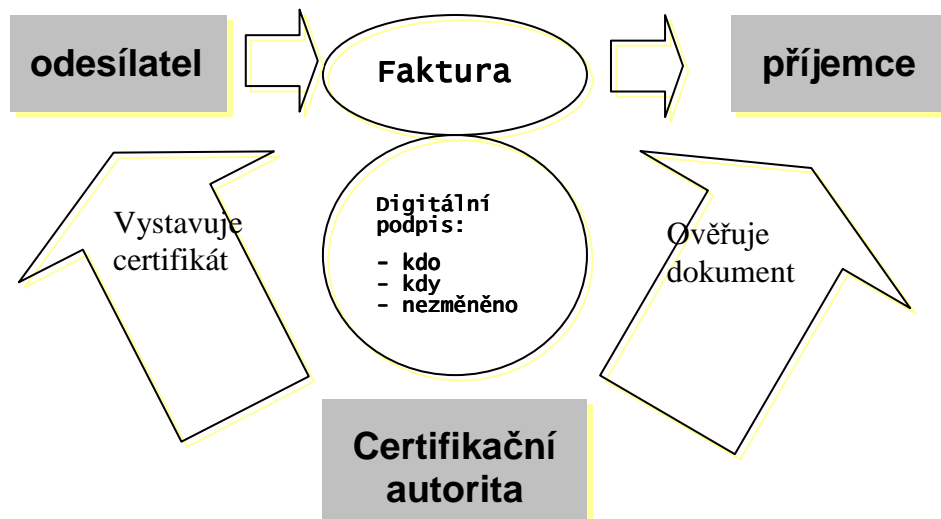 odesílatel
Faktura
příjemce
Digitální
podpis:
- kdo
- kdy
- nezměněno
Vystavuje
certifikát
Ověřuje
dokument
Certifikační
autorita